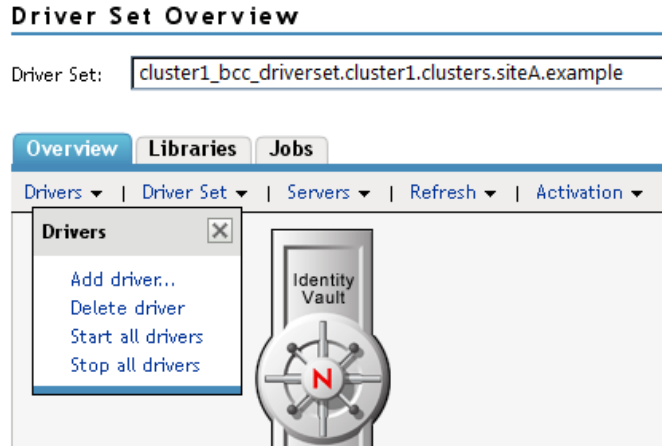 Driver Set Overview
Driver Set: cluster1_bcc_driverset.cluster1.clusters.siteA.example
Overview Libraries Jobs
Drivers | Driver Set | Servers | Refresh | Activation
Drivers
Add driver...
Delete driver
Start all drivers
Stop all drivers
Identity
Vault
N